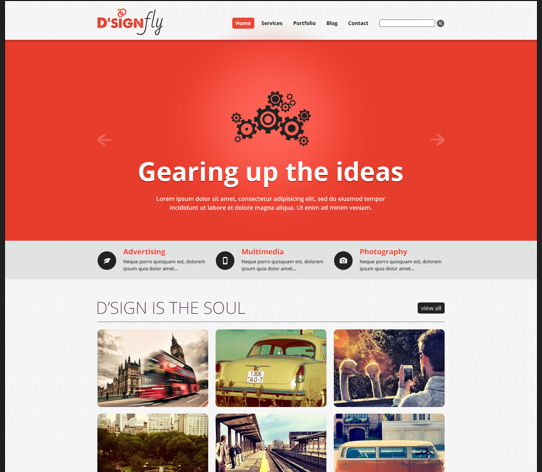 D'SIGNfly
Home Services Portfolio Blog Contact
Gearing up the ideas
Lorem ipsum dolor sit amet, consectetur adipisicing elit, sed do eiusmod tempor
incididunt ut labore et dolore magna aliqua. Ut enim ad minim veniam.
Advertising
Neque porro quisquam est, dolorem
ipsum quia dolor amet...
Multimedia
Neque porro quisquam est, dolorem
ipsum quia dolor amet...
Photography
Neque porro quisquam est, dolorem
ipsum quia dolor amet...
D'SIGN IS THE SOUL
view all